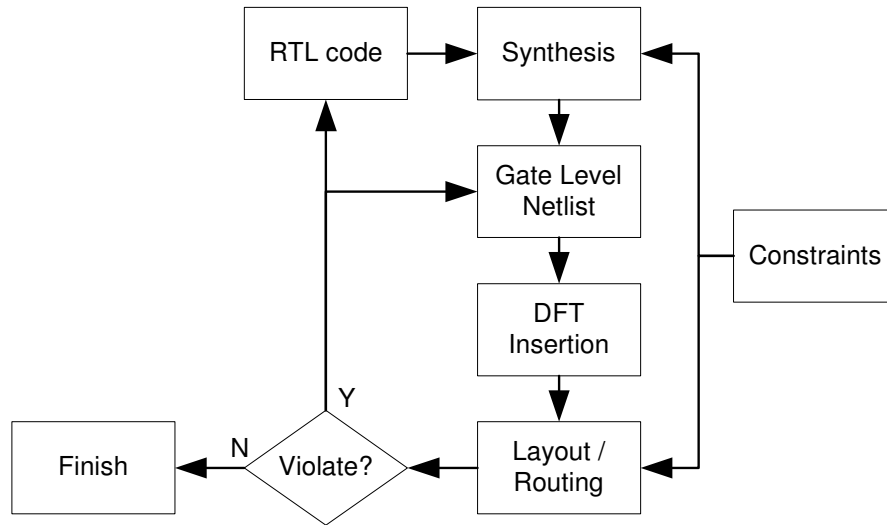 RTL code
Synthesis
Gate Level
Netlist
Constraints
DFT
Insertion
Y
N
Finish
Violate?
Layout /
Routing